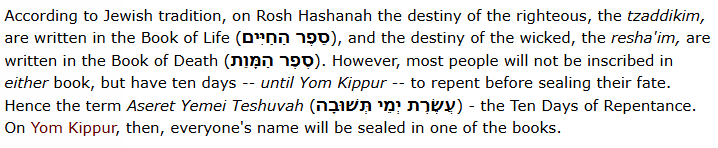 According to Jewish tradition, on Rosh Hashanah the destiny of the righteous, the tzaddikim,
are written in the Book of Life (סֵפֶר הַחַיִּים), and the destiny of the wicked, the resha'im, are
written in the Book of Death (סֵפֶר הַמָּוֶת). However, most people will not be inscribed in
either book, but have ten days -- until Yom Kippur -- to repent before sealing their fate.
Hence the term Aseret Yemei Teshuvah (עֲשֶׂרֶת יְמֵי תְּשׁוּבָה) - the Ten Days of Repentance.
On Yom Kippur, then, everyone's name will be sealed in one of the books.